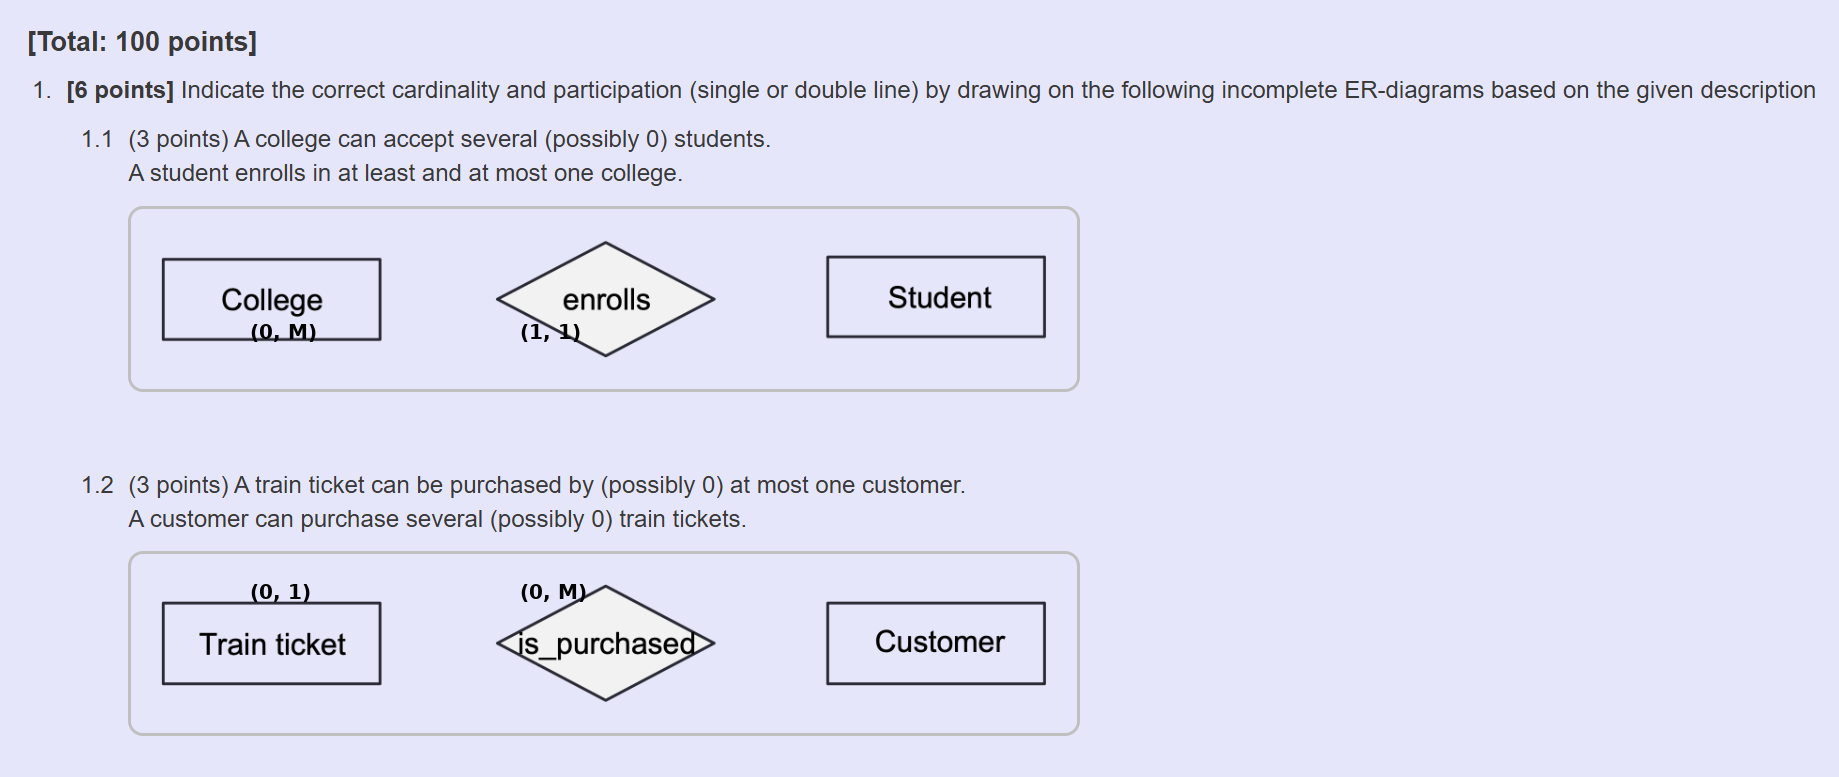 [Total: 100 points]
1. [6 points] Indicate the correct cardinality and participation (single or double line) by drawing on the following incomplete ER-diagrams based on the given description
1.1 (3 points) A college can accept several (possibly 0) students.
A student enrolls in at least and at most one college.
College
enrolls
Student
(0, M)
(1, 1)
1.2 (3 points) A train ticket can be purchased by (possibly 0) at most one customer.
A customer can purchase several (possibly 0) train tickets.
(0, 1)
(0, M)
Train ticket
is_purchased
Customer